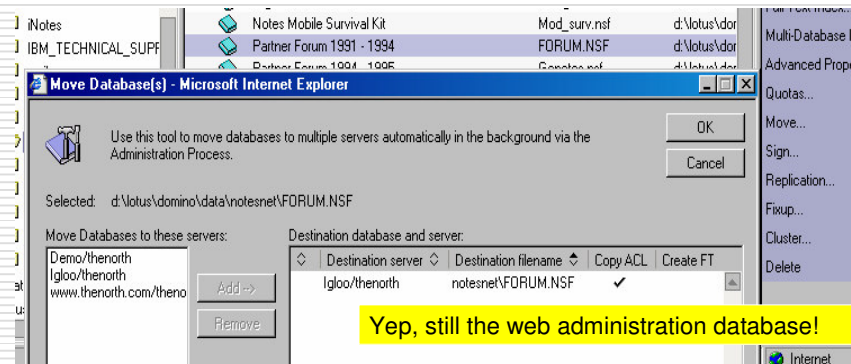 iNotes
Notes Mobile Survival Kit Mod_surv.nsf d:\lotus\dor
Multi-Database
IBM_TECHNICAL_SUPF
Partner Forum 1991 - 1994 FORUM.NSF d:\lotus\dor
Partner Forum 1994 - 1995
Advanced Prope
Move Database(s) - Microsoft Internet Explorer
Quotas...
Use this tool to move databases to multiple servers automatically in the background via the
Administration Process.
OK
Cancel
Move...
Sign...
Replication...
Fixup...
Cluster...
Delete
Selected: d:\lotus\domino\data\notesnet\FORUM.NSF
Move Databases to these servers:
Destination database and server:
Demo/thenorth
Igloo/thenorth
www.thenorth.com/theno
Add -->
Remove
Destination server Destination filename Copy ACL Create FT
Igloo/thenorth notesnet\FORUM.NSF ✓
Yep, still the web administration database!
Internet